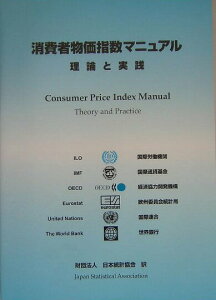 消費者物価指数マニュアル
理論と実践
Consumer Price Index Manual
Theory and Practice
ILO 国際労働機関
IMF 国際通貨基金
OECD OECD 経済協力開発機構
Eurostat eurostat 欧州委員会統計局
United Nations 国際連合
The World Bank 世界銀行
財団法人 日本統計協会 訳
Japan Statistical Association